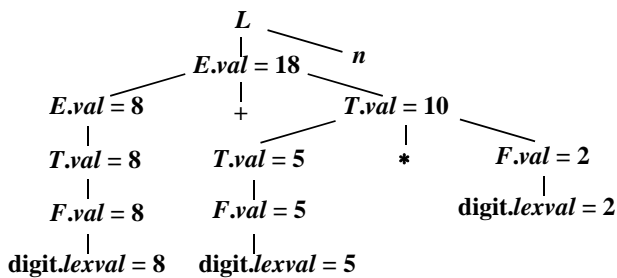 L
n
E.val = 18
E.val = 8 + T.val = 10
T.val = 8 T.val = 5 * F.val = 2
F.val = 8 F.val = 5 digit.lexval = 2
digit.lexval = 8 digit.lexval = 5